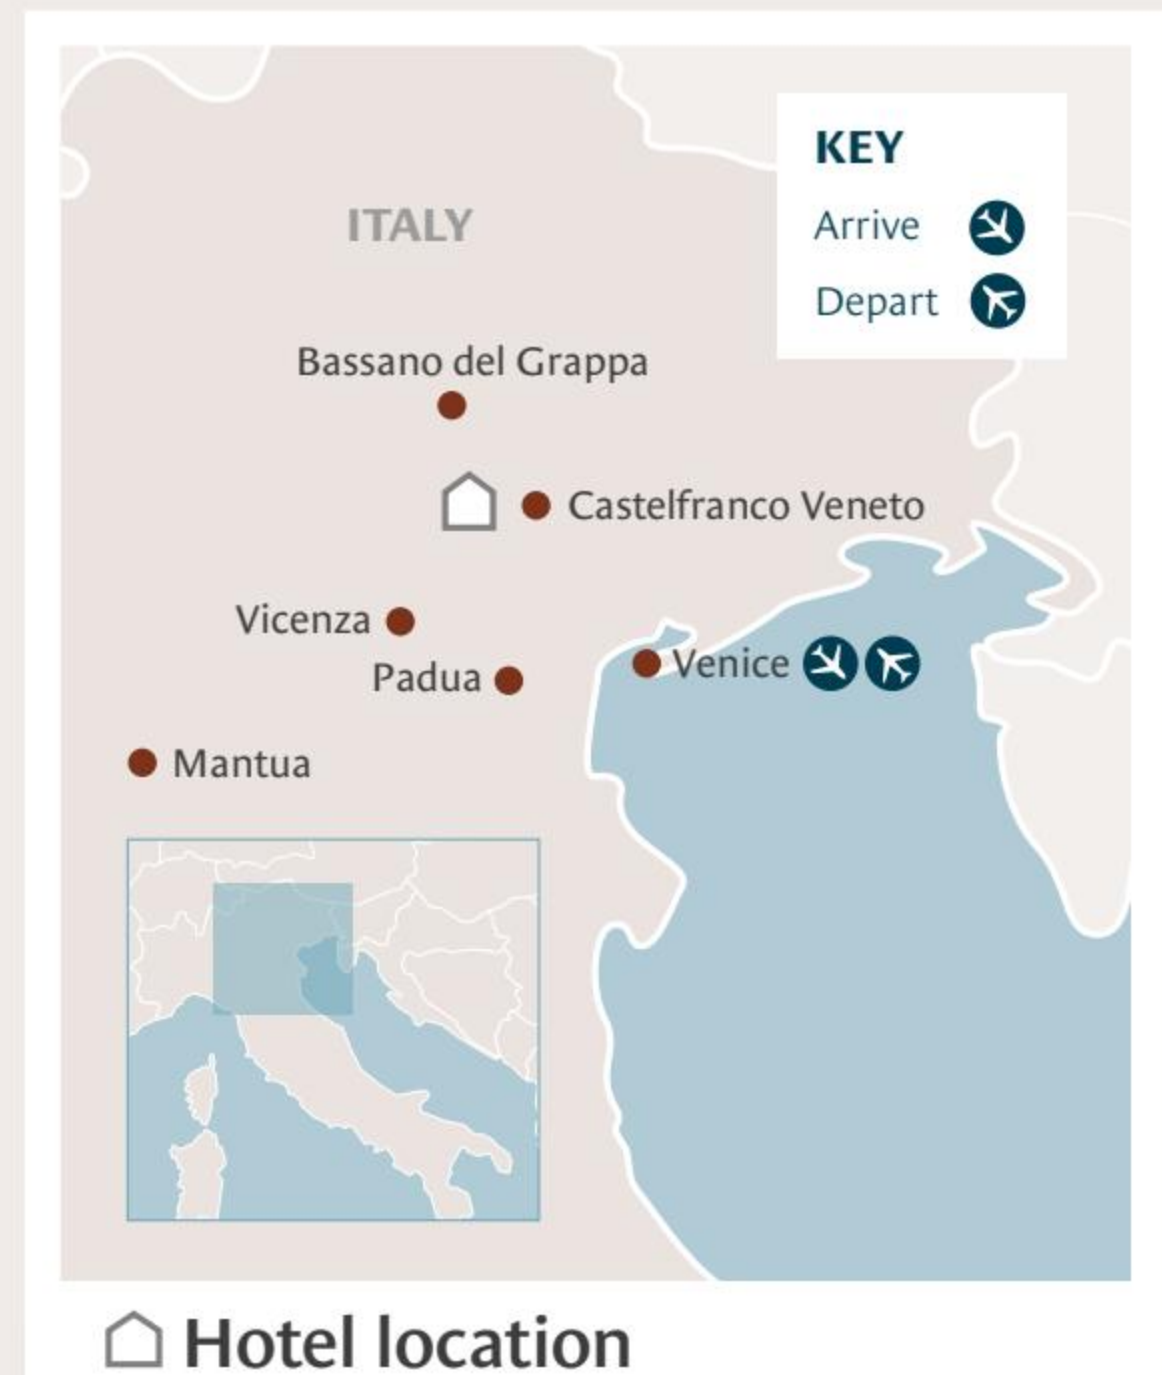 KEY
Arrive
Depart
ITALY
Bassano del Grappa
Castelfranco Veneto
Vicenza
Venice
Padua
Mantua
Hotel location